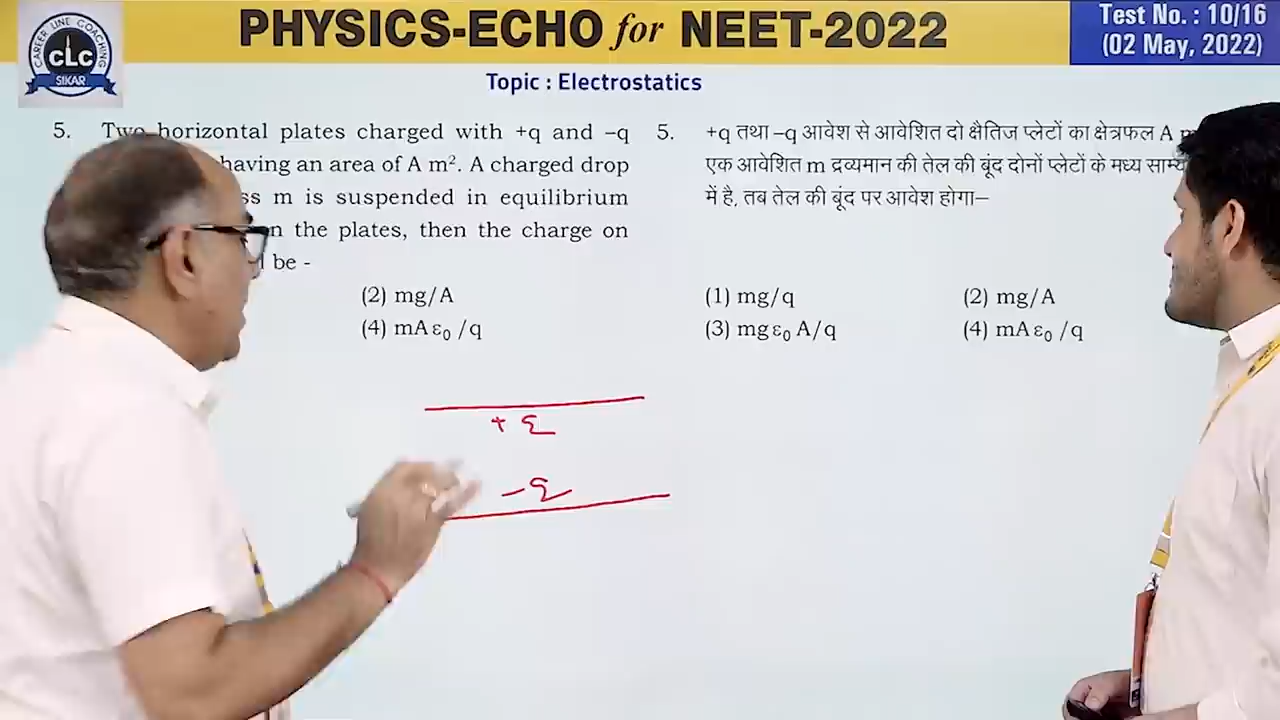 CAREER LINE COACHING
CLC
SIKAR
PHYSICS-ECHO for NEET-2022
Test No. : 10/16
(02 May, 2022)
Topic : Electrostatics
5. Two horizontal plates charged with +q and –q
having an area of A m². A charged drop
m is suspended in equilibrium
the plates, then the charge on
be -
(2) mg/A
(4) mAε₀/q
5. +q तथा –q आवेश से आवेशित दो क्षैतिज प्लेटों का क्षेत्रफल A
एक आवेशित m द्रव्यमान की तेल की बूंद दोनों प्लेटों के मध्य
में है, तब तेल की बूंद पर आवेश होगा–
(1) mg/q (2) mg/A
(3) mgε₀A/q (4) mAε₀/q
+q
–q